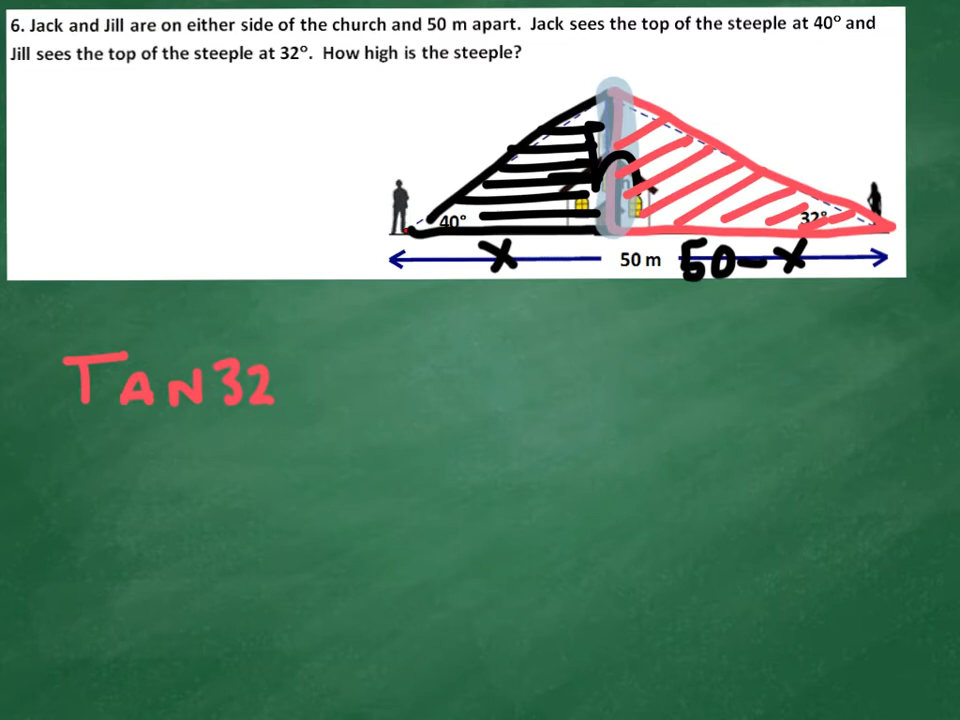 6. Jack and Jill are on either side of the church and 50 m apart. Jack sees the top of the steeple at 40° and
Jill sees the top of the steeple at 32°. How high is the steeple?
h
40° 32°
x 50 m 50-x
TAN32